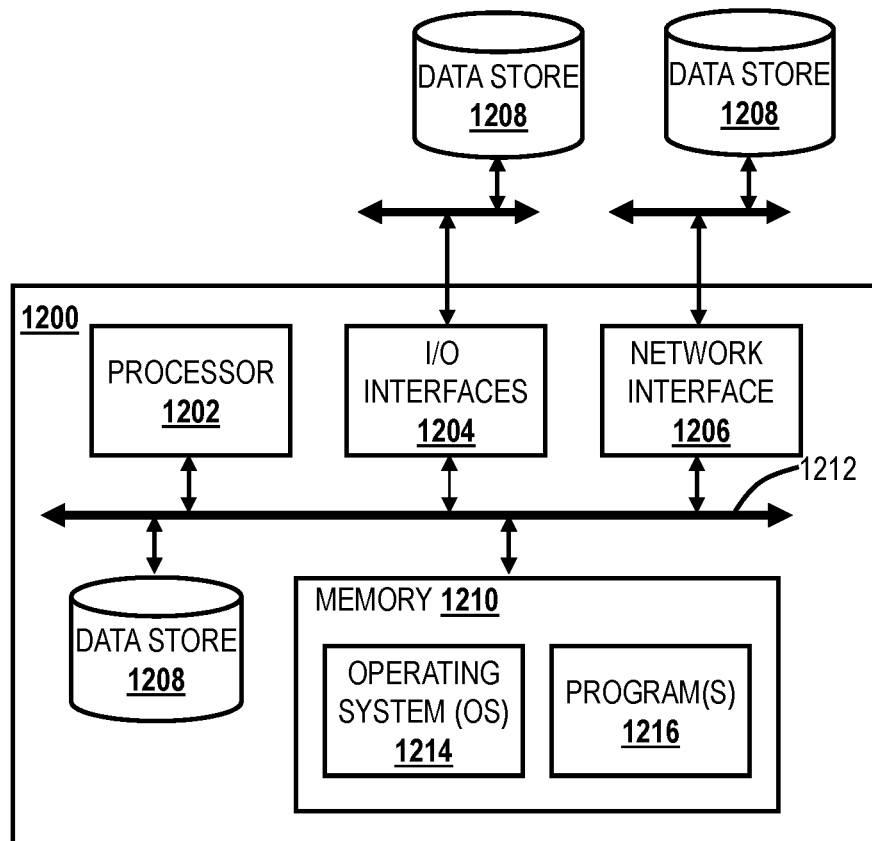 DATA STORE
1208
DATA STORE
1208
1200
PROCESSOR
1202
I/O
INTERFACES
1204
NETWORK
INTERFACE
1206
1212
DATA STORE
1208
MEMORY 1210
OPERATING
SYSTEM (OS)
1214
PROGRAM(S)
1216